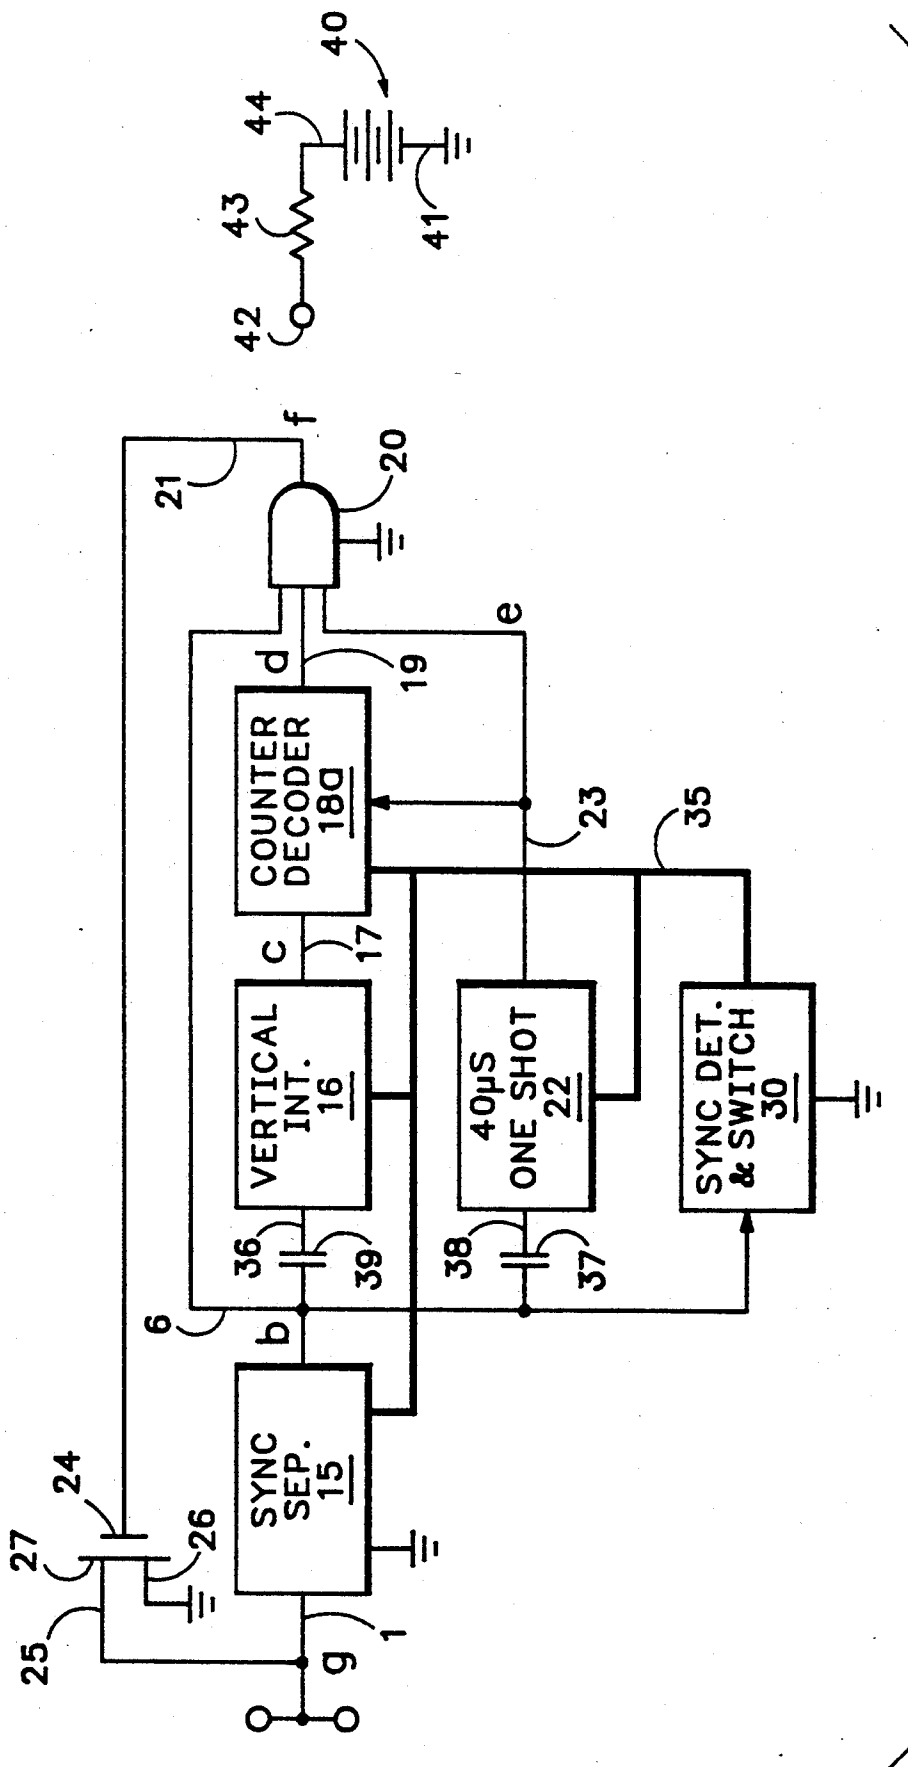 27
24
25
26
21
f
20
g
1
SYNC
SEP.
15
b
6
36
39
VERTICAL
INT.
16
c
17
COUNTER
DECODER
18a
d
19
e
38
37
40µS
ONE SHOT
22
23
35
SYNC DET.
& SWITCH
30
42
43
44
40
41